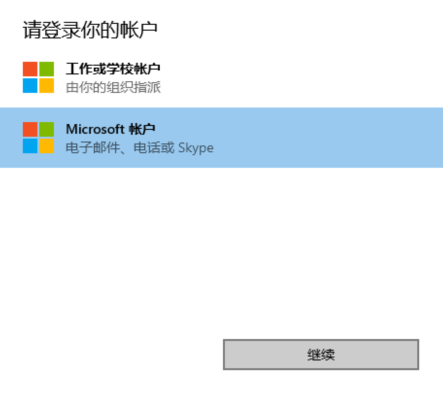 请登录你的帐户
工作或学校帐户
由你的组织指派
Microsoft 帐户
电子邮件、电话或 Skype
继续